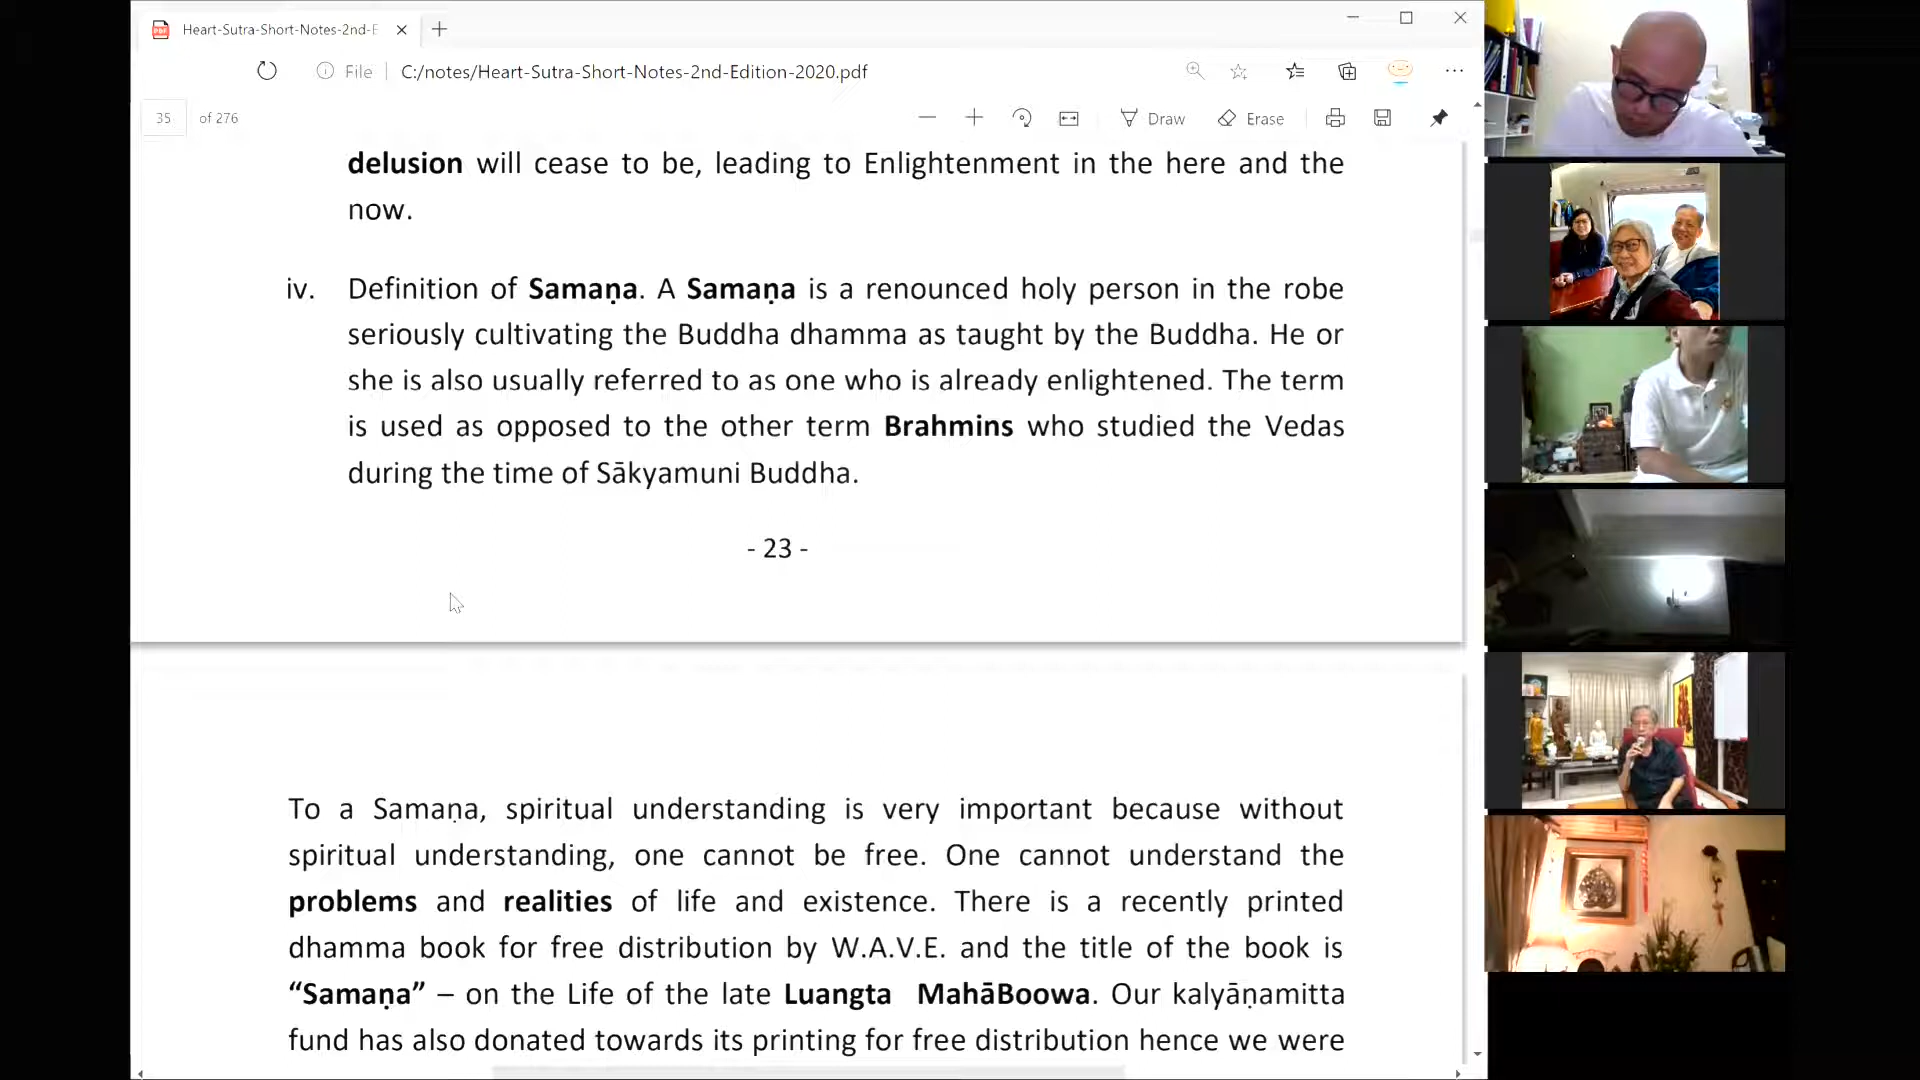 Heart-Sutra-Short-Notes-2nd-E
File
C:/notes/Heart-Sutra-Short-Notes-2nd-Edition-2020.pdf
35 of 276
Draw
Erase
delusion will cease to be, leading to Enlightenment in the here and the
now.
iv. Definition of Samaṇa. A Samaṇa is a renounced holy person in the robe
seriously cultivating the Buddha dhamma as taught by the Buddha. He or
she is also usually referred to as one who is already enlightened. The term
is used as opposed to the other term Brahmins who studied the Vedas
during the time of Sākyamuni Buddha.
- 23 -
To a Samaṇa, spiritual understanding is very important because without
spiritual understanding, one cannot be free. One cannot understand the
problems and realities of life and existence. There is a recently printed
dhamma book for free distribution by W.A.V.E. and the title of the book is
“Samaṇa” – on the Life of the late Luangta MahāBoowa. Our kalyāṇamitta
fund has also donated towards its printing for free distribution hence we were